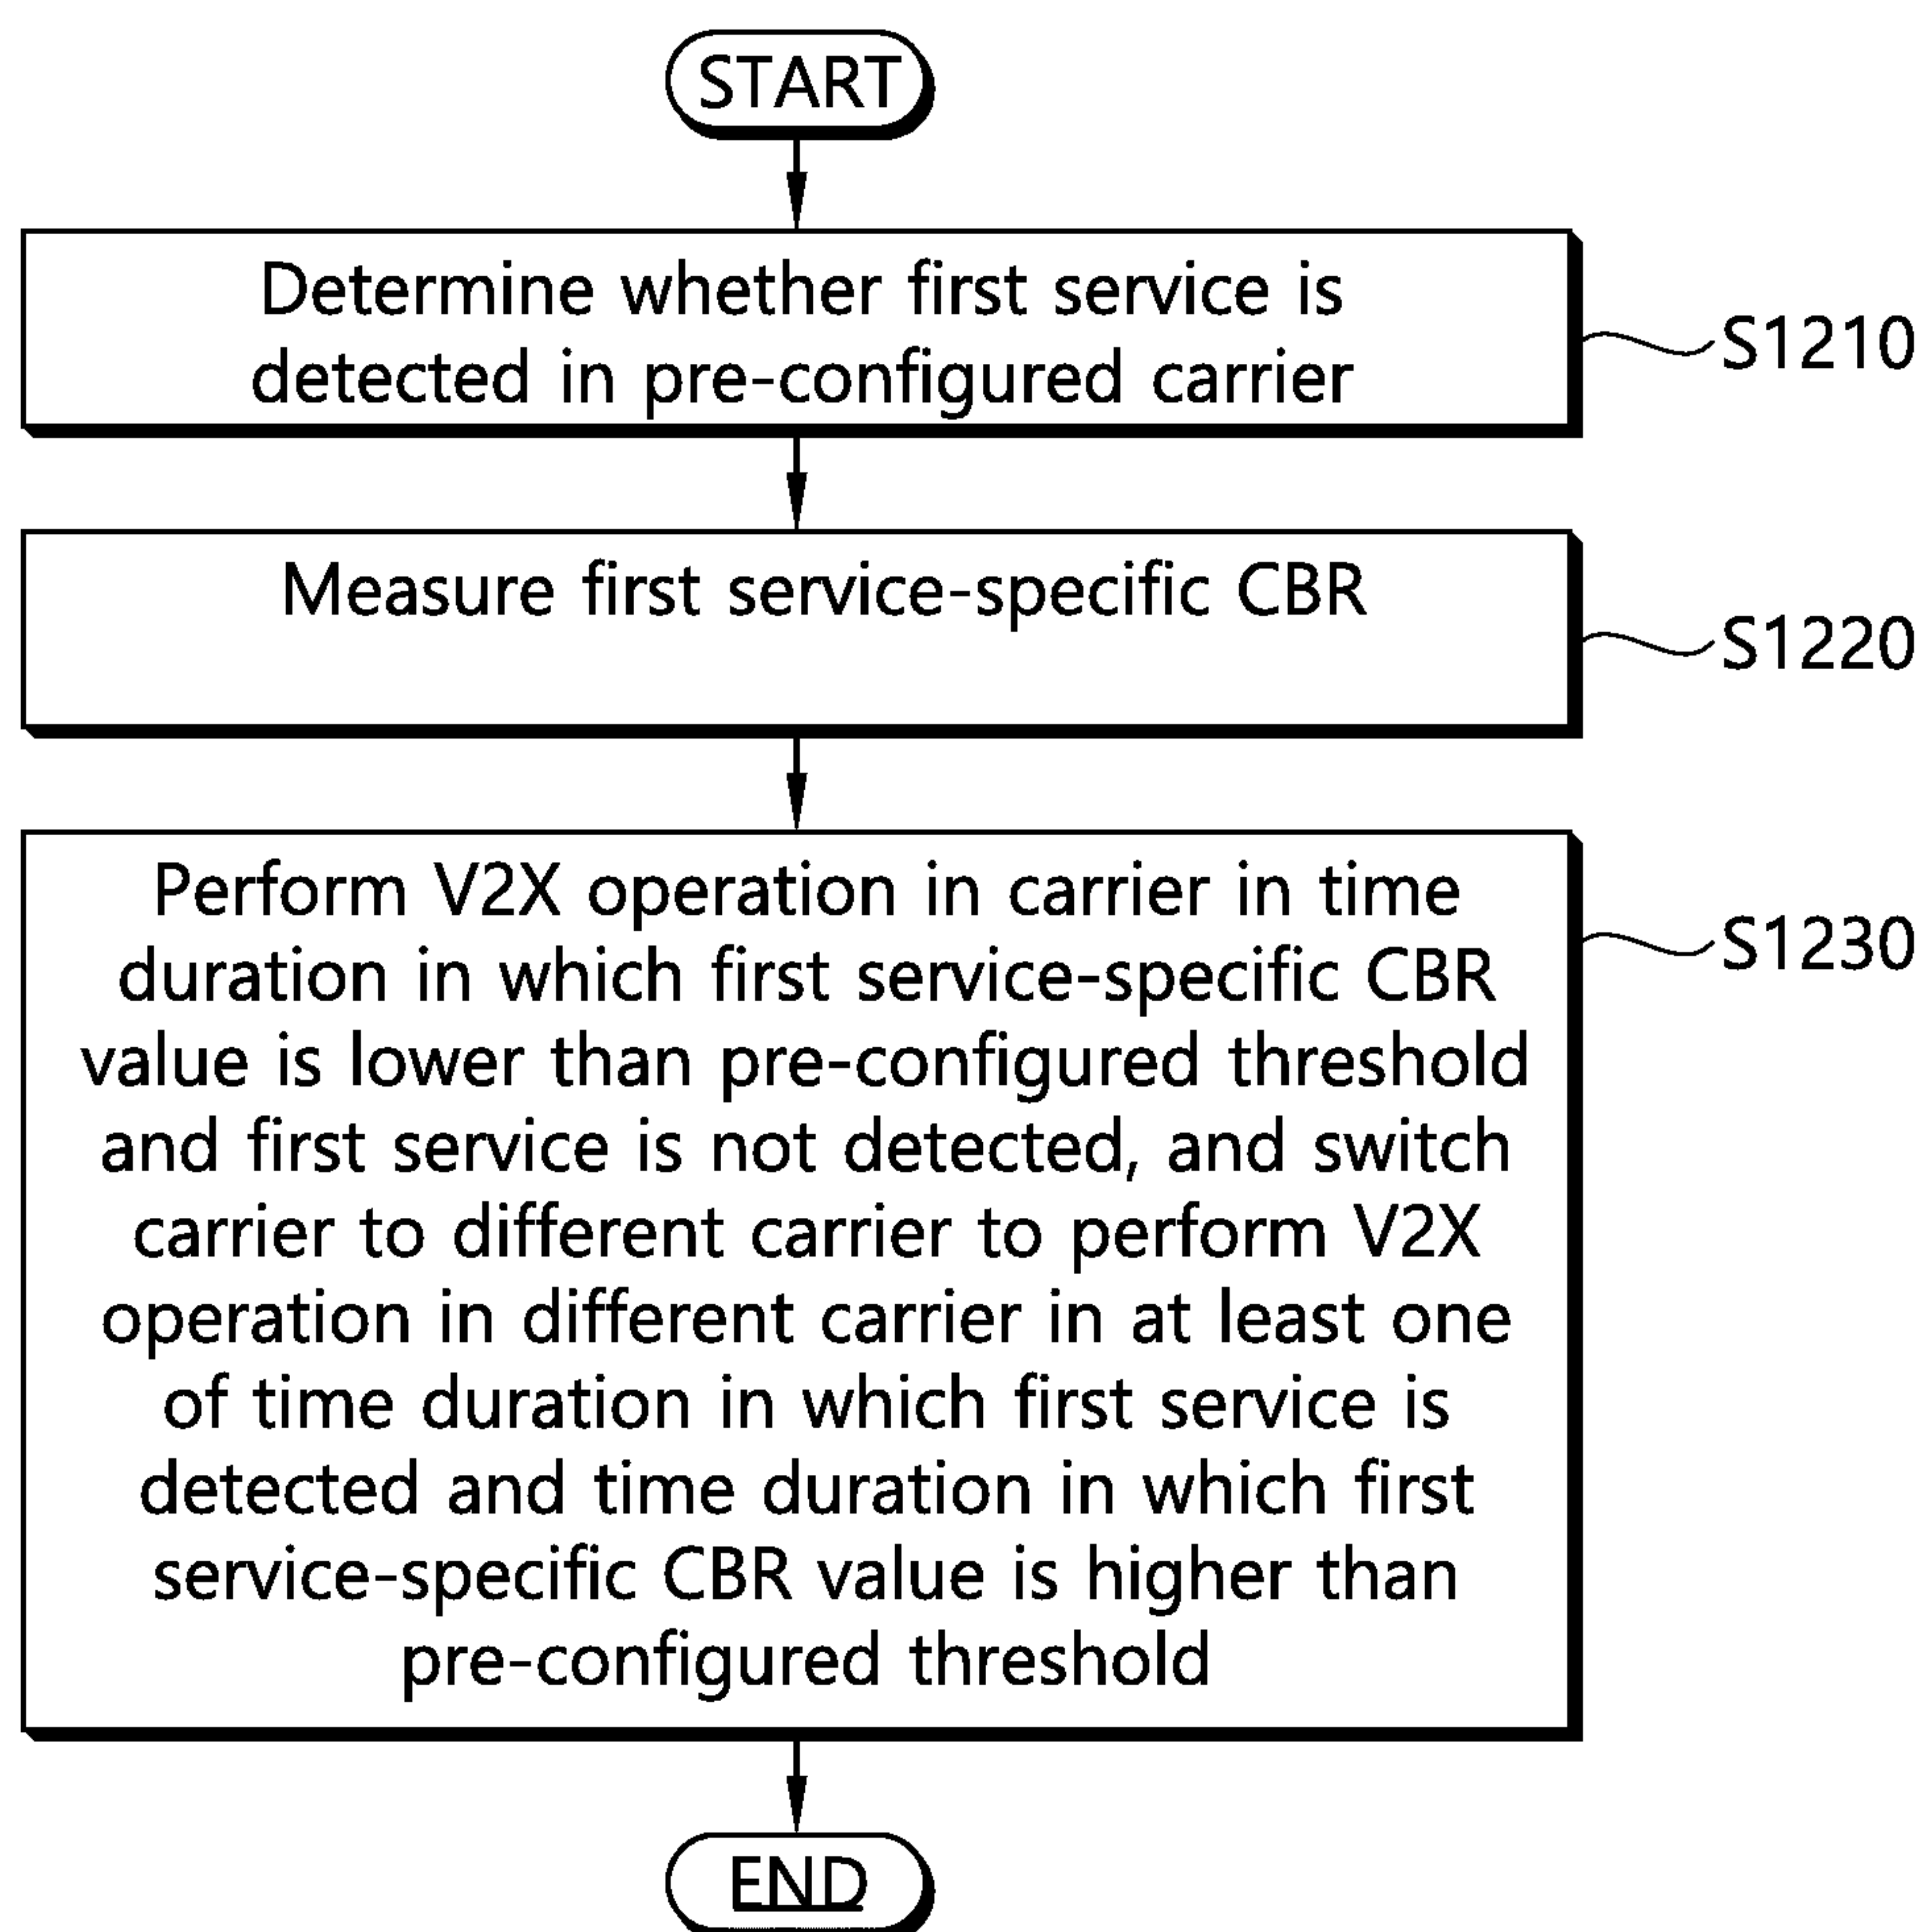 START
Determine whether first service is
detected in pre-configured carrier
S1210
Measure first service-specific CBR
S1220
Perform V2X operation in carrier in time
duration in which first service-specific CBR
value is lower than pre-configured threshold
and first service is not detected, and switch
carrier to different carrier to perform V2X
operation in different carrier in at least one
of time duration in which first service is
detected and time duration in which first
service-specific CBR value is higher than
pre-configured threshold
S1230
END